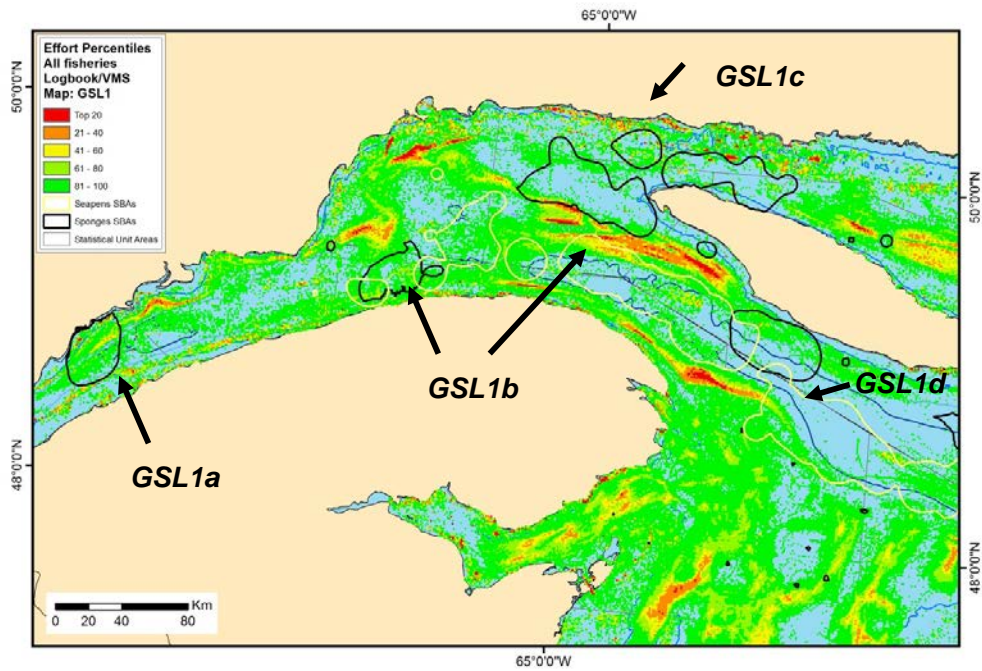 65°0'0"W
50°0'0"N
Effort Percentiles
All fisheries
Logbook/VMS
Map: GSL1
Top 20
21 - 40
41 - 60
61 - 80
81 - 100
Seapens SBAs
Sponges SBAs
Statistical Unit Areas
GSL1c
50°0'0"N
GSL1b
GSL1d
GSL1a
48°0'0"N
48°0'0"N
Km
0 20 40 80
65°0'0"W